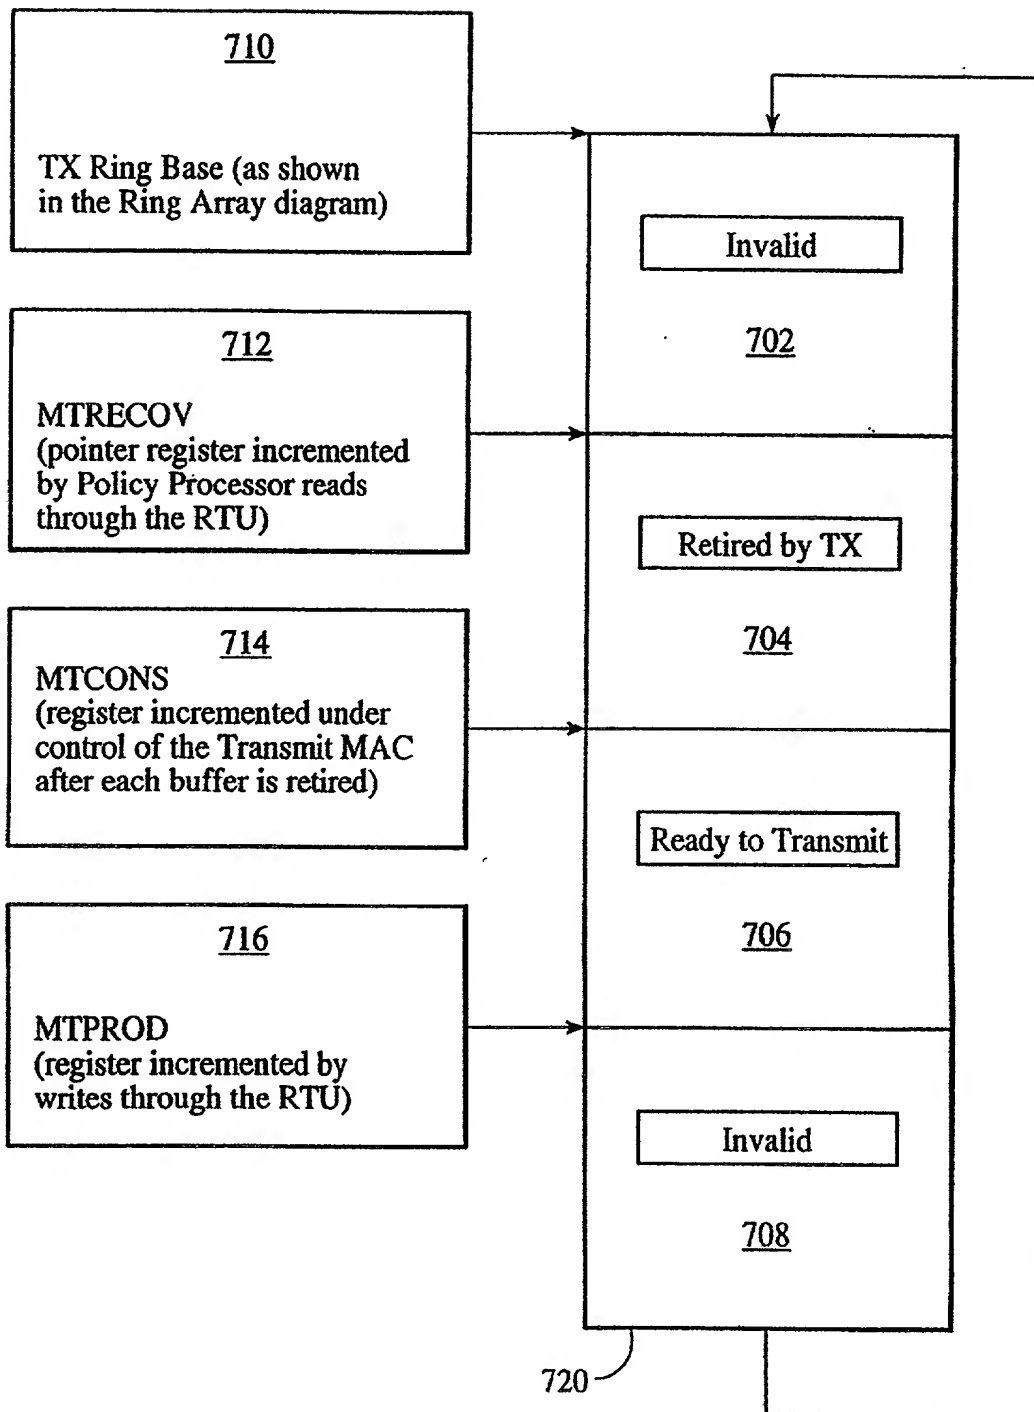 710
TX Ring Base (as shown
in the Ring Array diagram)
Invalid
702
712
MTRECOV
(pointer register incremented
by Policy Processor reads
through the RTU)
Retired by TX
704
714
MTCONS
(register incremented under
control of the Transmit MAC
after each buffer is retired)
Ready to Transmit
706
716
MTPROD
(register incremented by
writes through the RTU)
Invalid
708
720